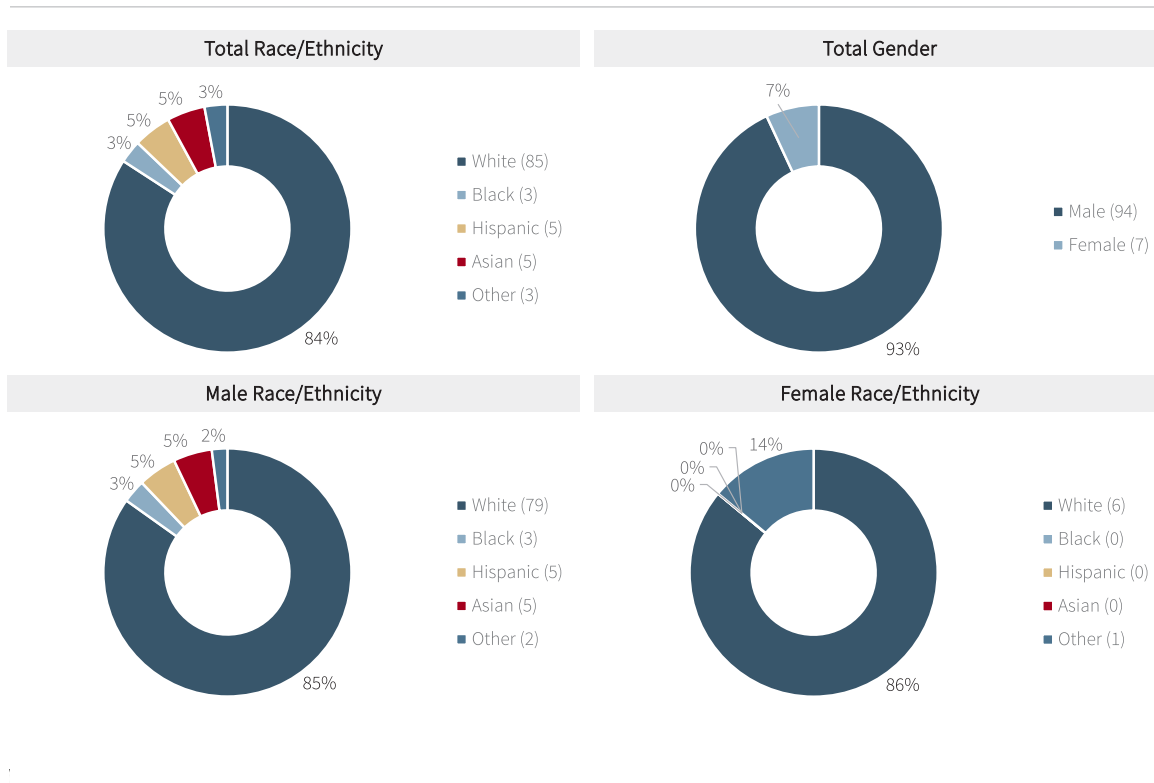 Total Race/Ethnicity
3%
5%
5%
3%
84%
White (85)
Black (3)
Hispanic (5)
Asian (5)
Other (3)
Total Gender
7%
93%
Male (94)
Female (7)
Male Race/Ethnicity
2%
5%
5%
3%
85%
White (79)
Black (3)
Hispanic (5)
Asian (5)
Other (2)
Female Race/Ethnicity
14%
0%
0%
0%
86%
White (6)
Black (0)
Hispanic (0)
Asian (0)
Other (1)